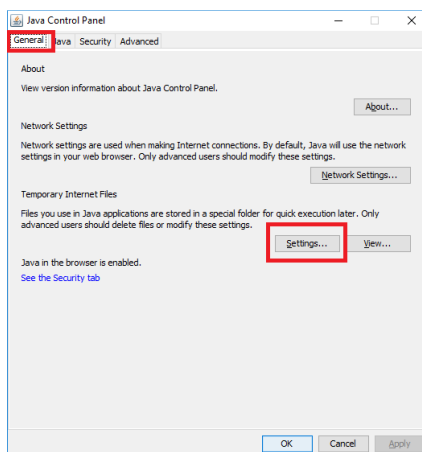 Java Control Panel
General Java Security Advanced
About
View version information about Java Control Panel.
About...
Network Settings
Network settings are used when making Internet connections. By default, Java will use the network
settings in your web browser. Only advanced users should modify these settings.
Network Settings...
Temporary Internet Files
Files you use in Java applications are stored in a special folder for quick execution later. Only
advanced users should delete files or modify these settings.
Settings... View...
Java in the browser is enabled.
See the Security tab
OK Cancel Apply